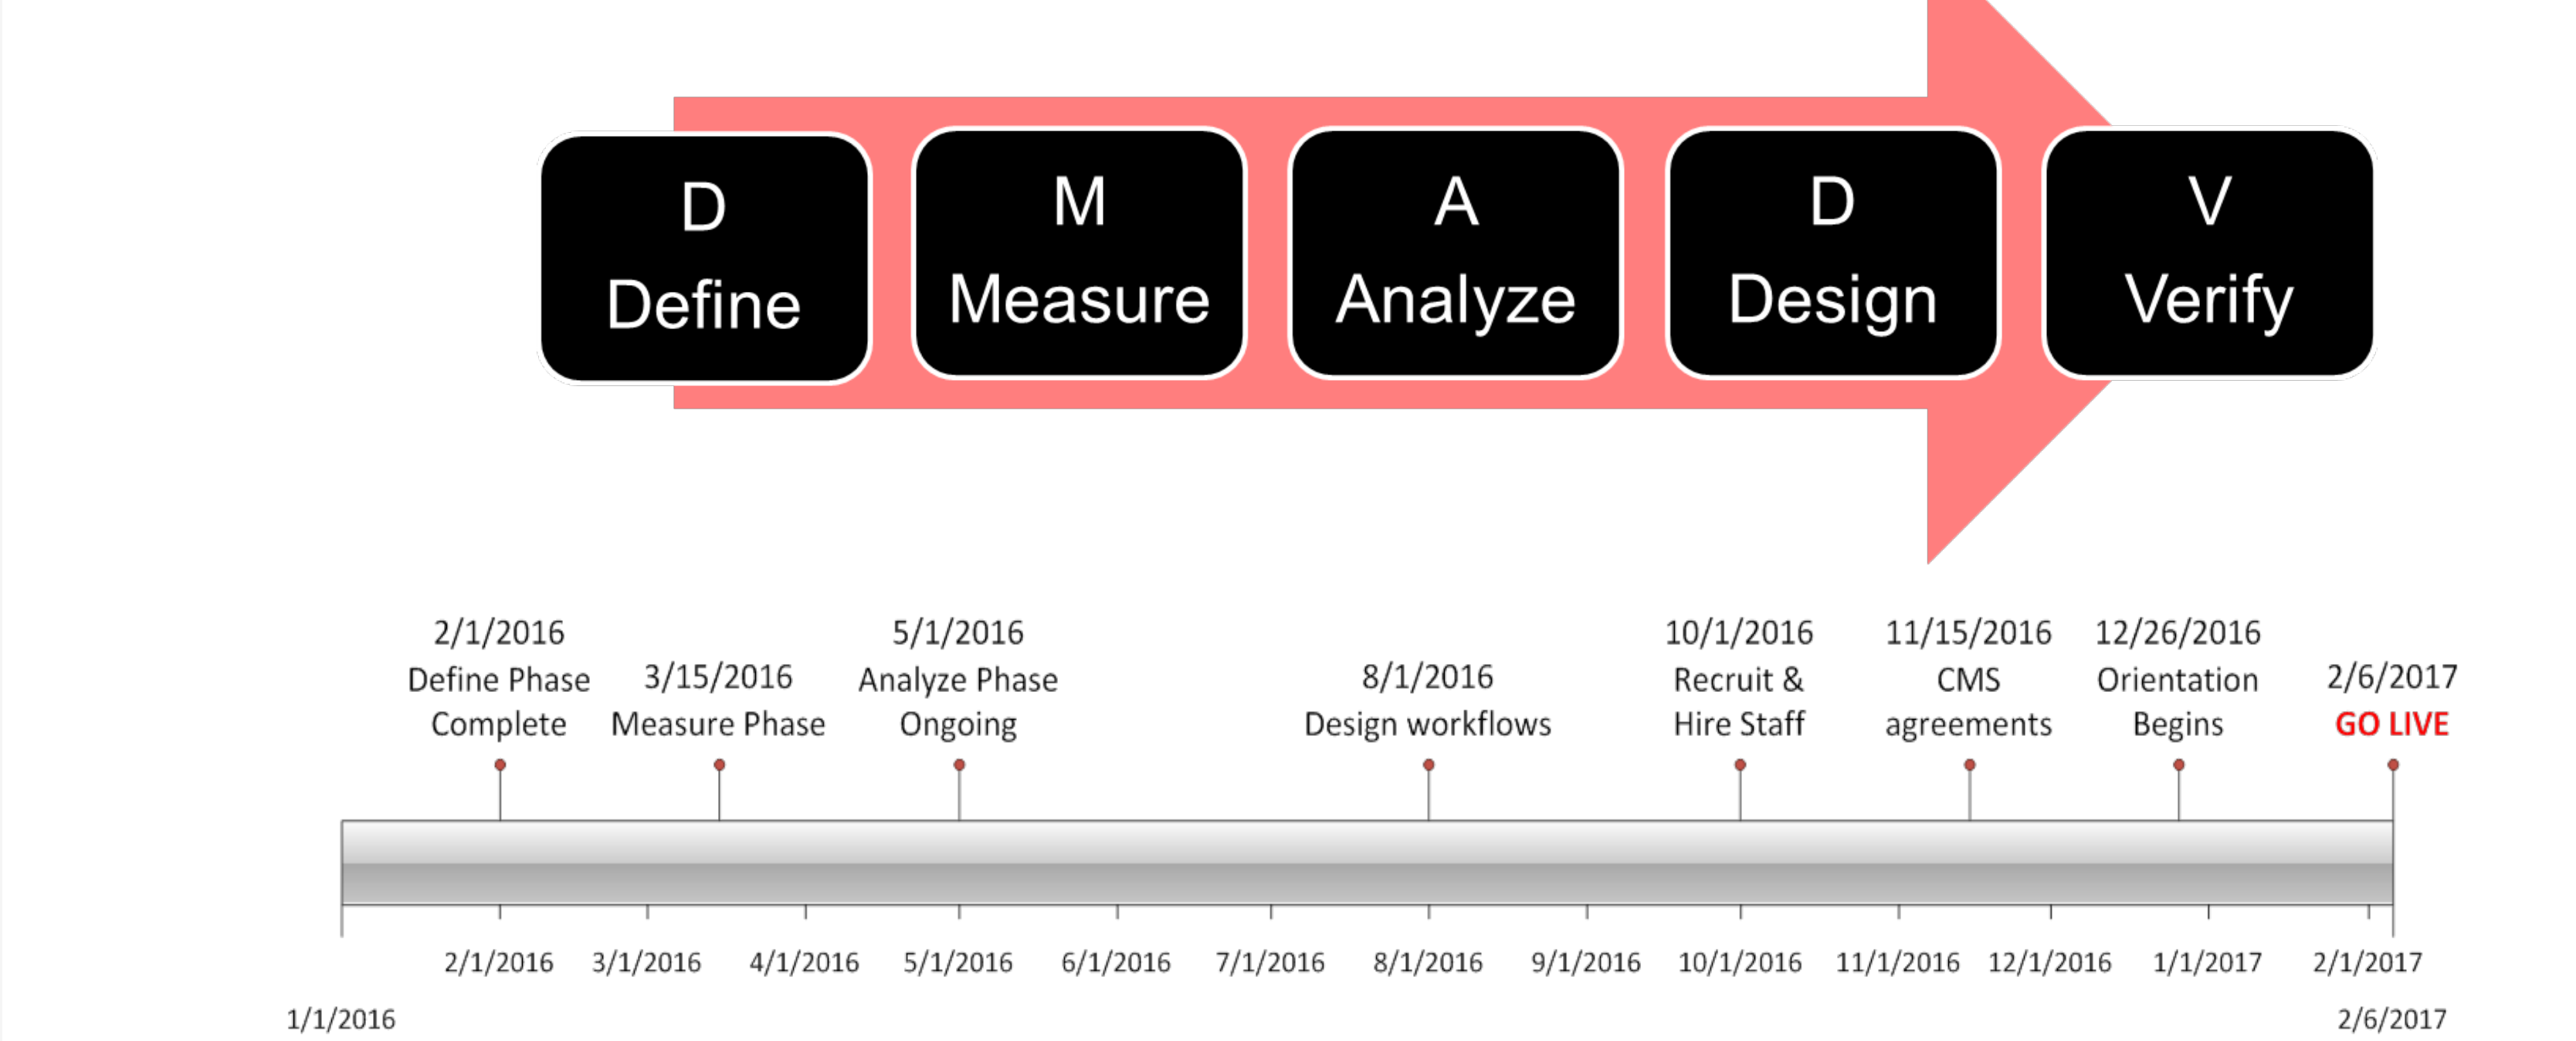 D
Define
M
Measure
A
Analyze
D
Design
V
Verify
2/1/2016
Define Phase
Complete
3/15/2016
Measure Phase
5/1/2016
Analyze Phase
Ongoing
8/1/2016
Design workflows
10/1/2016
Recruit &
Hire Staff
11/15/2016
CMS
agreements
12/26/2016
Orientation
Begins
2/6/2017
GO LIVE
2/1/2016
3/1/2016
4/1/2016
5/1/2016
6/1/2016
7/1/2016
8/1/2016
9/1/2016
10/1/2016
11/1/2016
12/1/2016
1/1/2017
2/1/2017
1/1/2016
2/6/2017